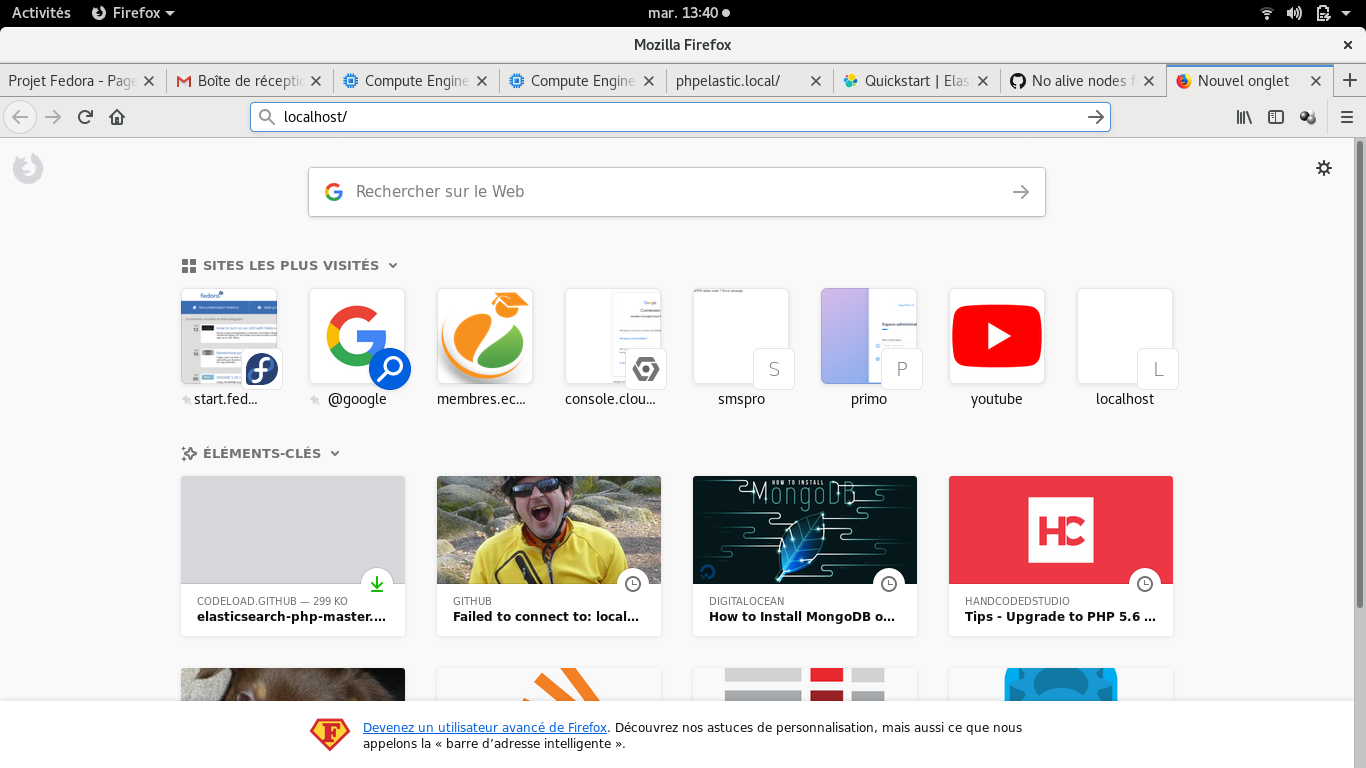 Activités Firefox mar. 13:40
Mozilla Firefox
Projet Fedora - Page Boîte de réceptic Compute Engine Compute Engine phpelastic.local/ Quickstart | Elas No alive nodes f Nouvel onglet
localhost/
Rechercher sur le Web
SITES LES PLUS VISITÉS
fedora
S P L
start.fed... @google membres.ec... console.clou... smspro primo youtube localhost
ÉLÉMENTS-CLÉS
HOW TO INSTALL
MongoDB
HC
CODELOAD.GITHUB — 299 KO GITHUB DIGITALOCEAN HANDCODEDSTUDIO
elasticsearch-php-master.... Failed to connect to: local... How to Install MongoDB o... Tips - Upgrade to PHP 5.6 ...
Devenez un utilisateur avancé de Firefox. Découvrez nos astuces de personnalisation, mais aussi ce que nous
appelons la « barre d’adresse intelligente ».